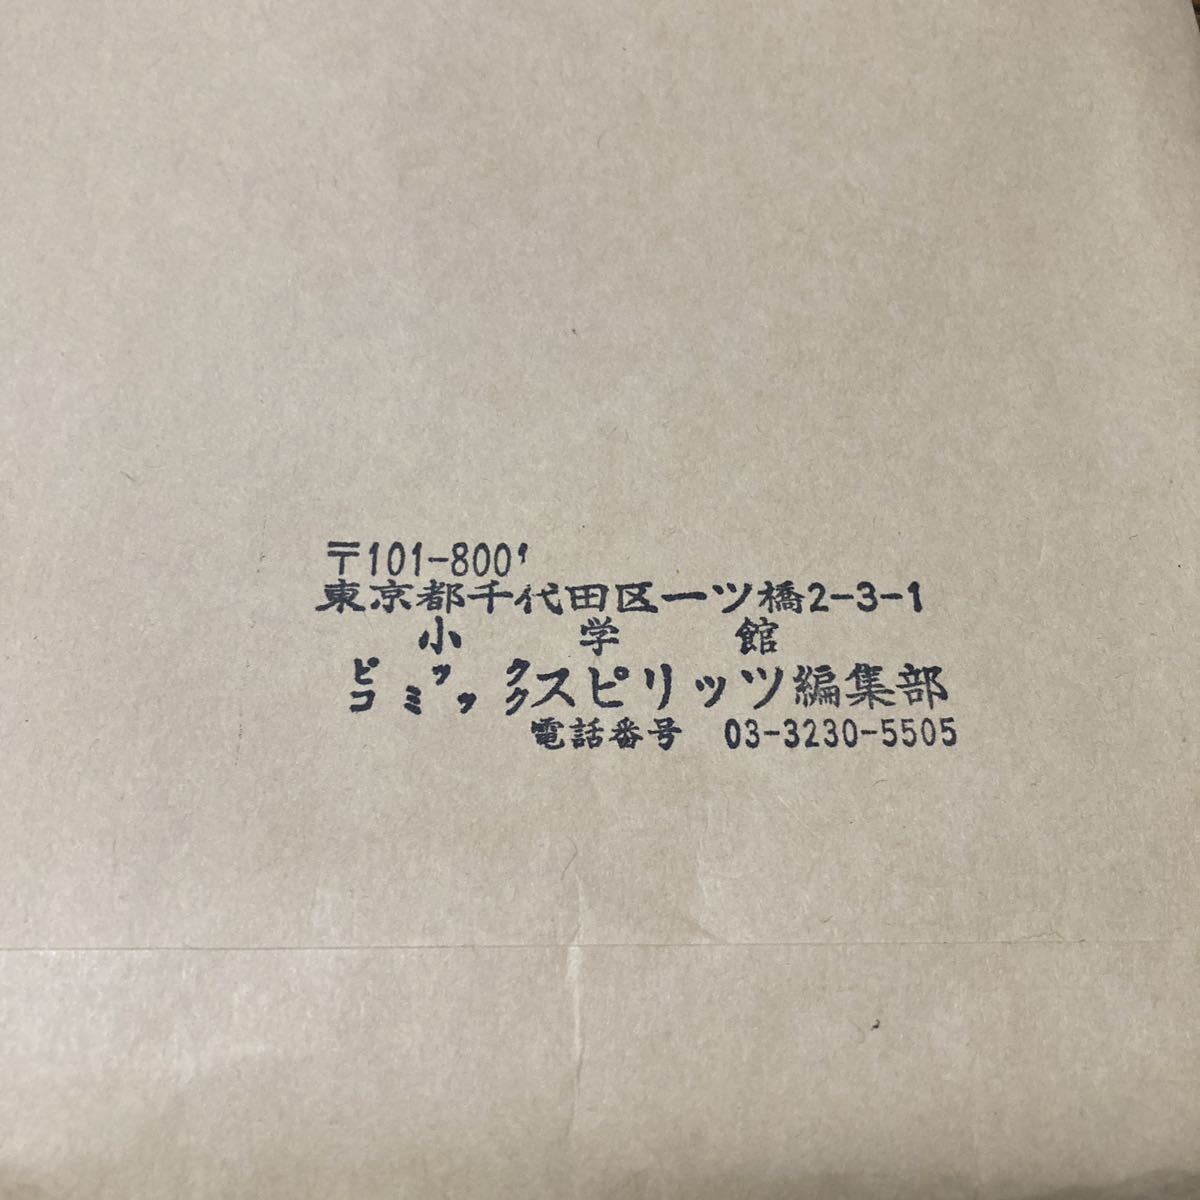 〒101-8001
東京都千代田区一ツ橋2-3-1
小学館
ビッグ
コミックスピリッツ編集部
電話番号 03-3230-5505